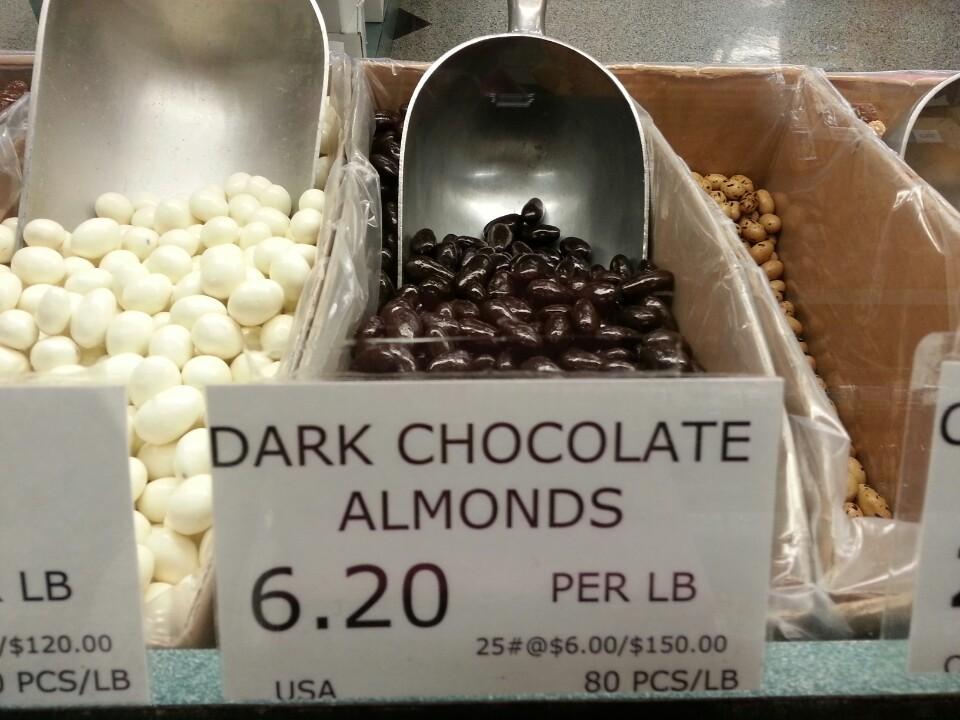 DARK CHOCOLATE
ALMONDS
6.20 PER LB
25#@$6.00/$150.00
USA 80 PCS/LB
LB
/$120.00
PCS/LB